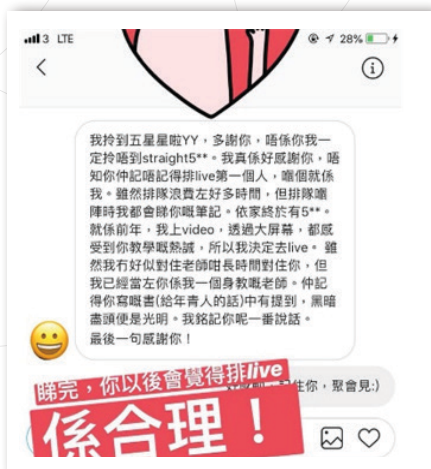 3 LTE
28%
我拎到五星星啦YY，多謝你，唔係你我一
定拎唔到straight5**。我真係好感謝你，唔
知你仲記唔記得排live第一個人，嗰個就係
我。雖然排隊浪費左好多時間，但排隊嗰
陣時我都會睇你嘅筆記。依家終於有5**。
就係前年，我上video，透過大屏幕，都感
受到你教學嘅熱誠，所以我決定去live。雖
然我冇好似對住老師咁長時間對住你，但
我已經當左你係我一個身教嘅老師。仲記
得你寫嘅書(給年青人的話)中有提到，黑暗
盡頭便是光明。我銘記你呢一番說話。
最後一句感謝你！
住你，聚會見:)
睇完，你以後會覺得排live
係合理！